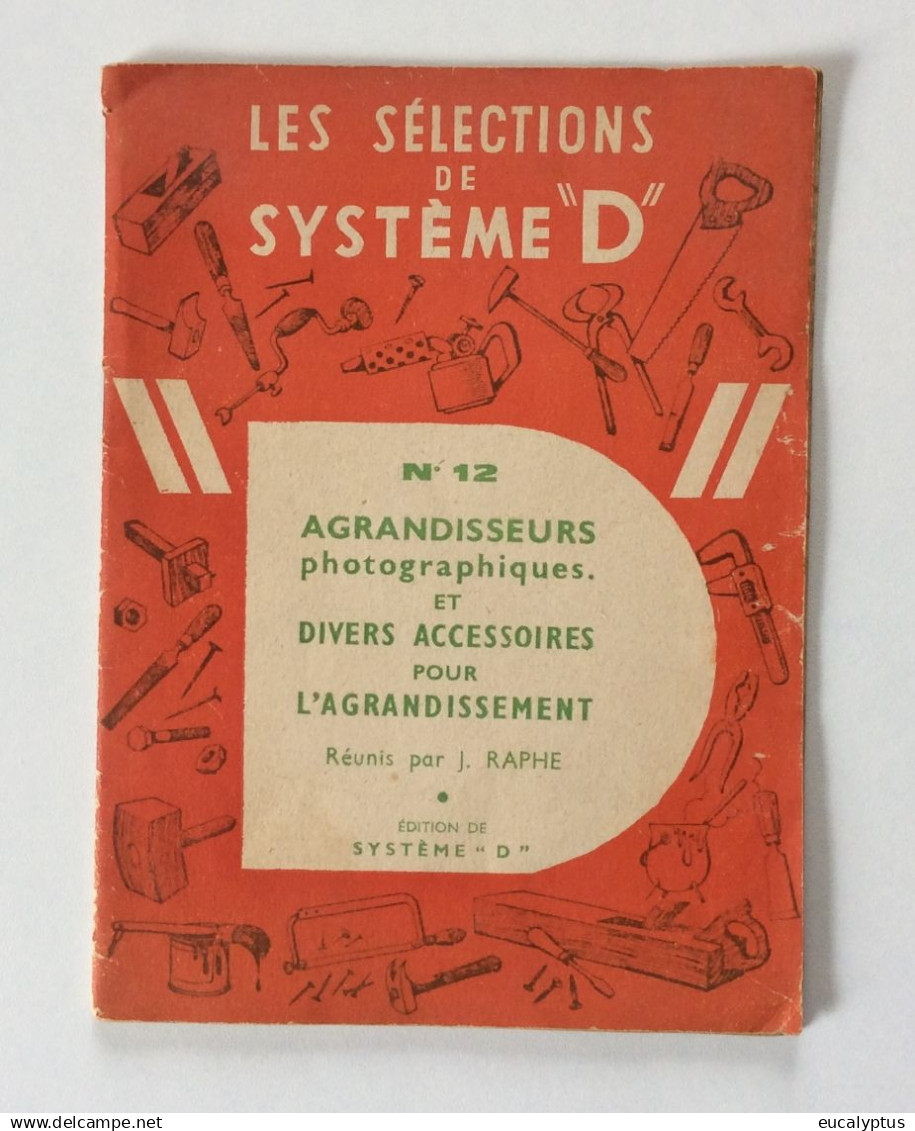 LES SÉLECTIONS
DE
SYSTÈME "D"
N° 12
AGRANDISSEURS
photographiques.
ET
DIVERS ACCESSOIRES
POUR
L'AGRANDISSEMENT
Réunis par J. RAPHE
ÉDITION DE
SYSTÈME "D"
delcampe.net
eucalyptus